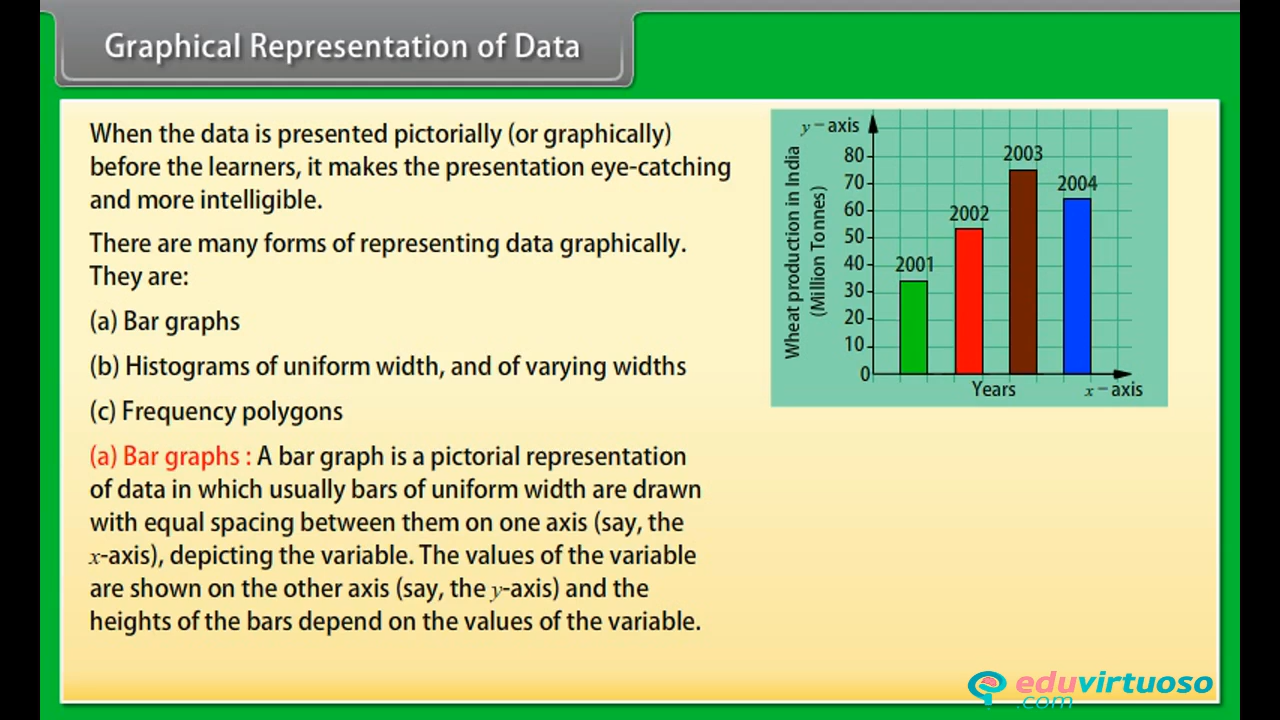 Graphical Representation of Data
When the data is presented pictorially (or graphically)
before the learners, it makes the presentation eye-catching
and more intelligible.
There are many forms of representing data graphically.
They are:
(a) Bar graphs
(b) Histograms of uniform width, and of varying widths
(c) Frequency polygons
(a) Bar graphs : A bar graph is a pictorial representation
of data in which usually bars of uniform width are drawn
with equal spacing between them on one axis (say, the
x-axis), depicting the variable. The values of the variable
are shown on the other axis (say, the y-axis) and the
heights of the bars depend on the values of the variable.
y – axis
Wheat production in India
(Million Tonnes)
80
70
60
50
40
30
20
10
0
2001
2002
2003
2004
Years
x – axis
eduvirtuoso
.com